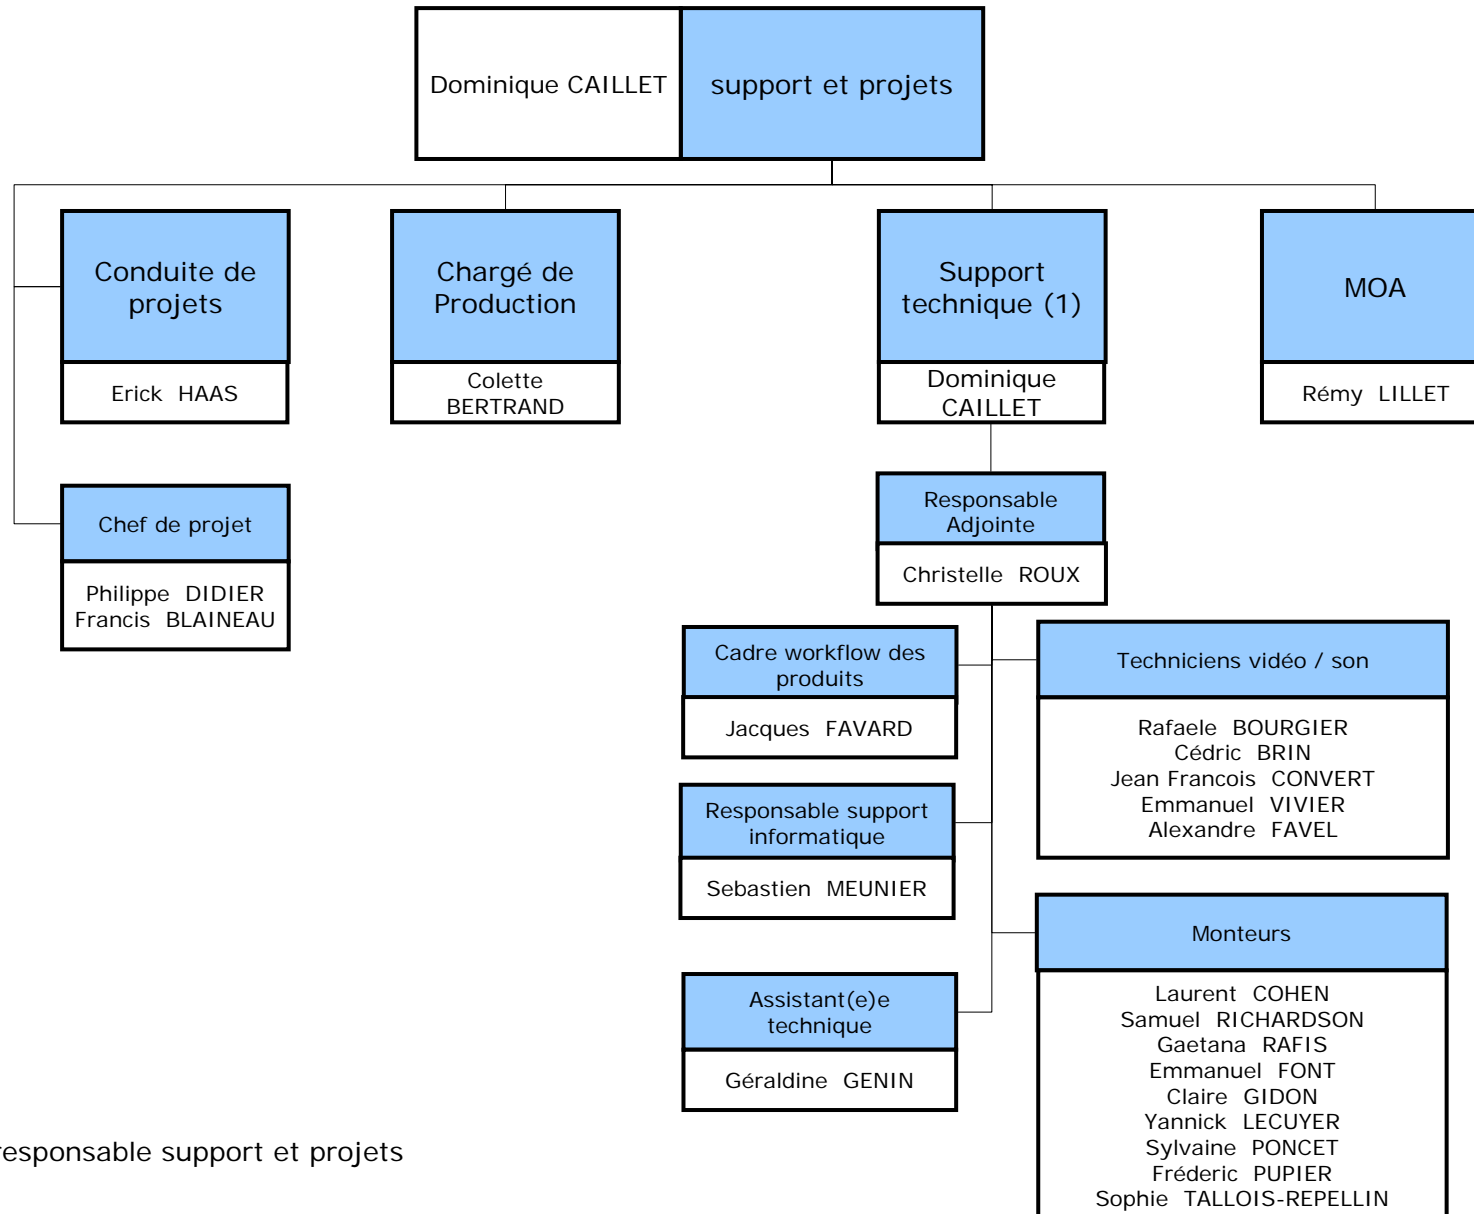 Dominique CAILLET
support et projets
Conduite de
projets
Erick HAAS
Chargé de
Production
Colette
BERTRAND
Support
technique (1)
Dominique
CAILLET
MOA
Rémy LILLET
Chef de projet
Philippe DIDIER
Francis BLAINEAU
Responsable
Adjointe
Christelle ROUX
Cadre workflow des
produits
Jacques FAVARD
Techniciens vidéo / son
Rafaele BOURGIER
Cédric BRIN
Jean Francois CONVERT
Emmanuel VIVIER
Alexandre FAVEL
Responsable support
informatique
Sebastien MEUNIER
Monteurs
Laurent COHEN
Samuel RICHARDSON
Gaetana RAFIS
Emmanuel FONT
Claire GIDON
Yannick LECUYER
Sylvaine PONCET
Fréderic PUPIER
Sophie TALLOIS-REPELLIN
Assistant(e)e
technique
Géraldine GENIN
responsable support et projets